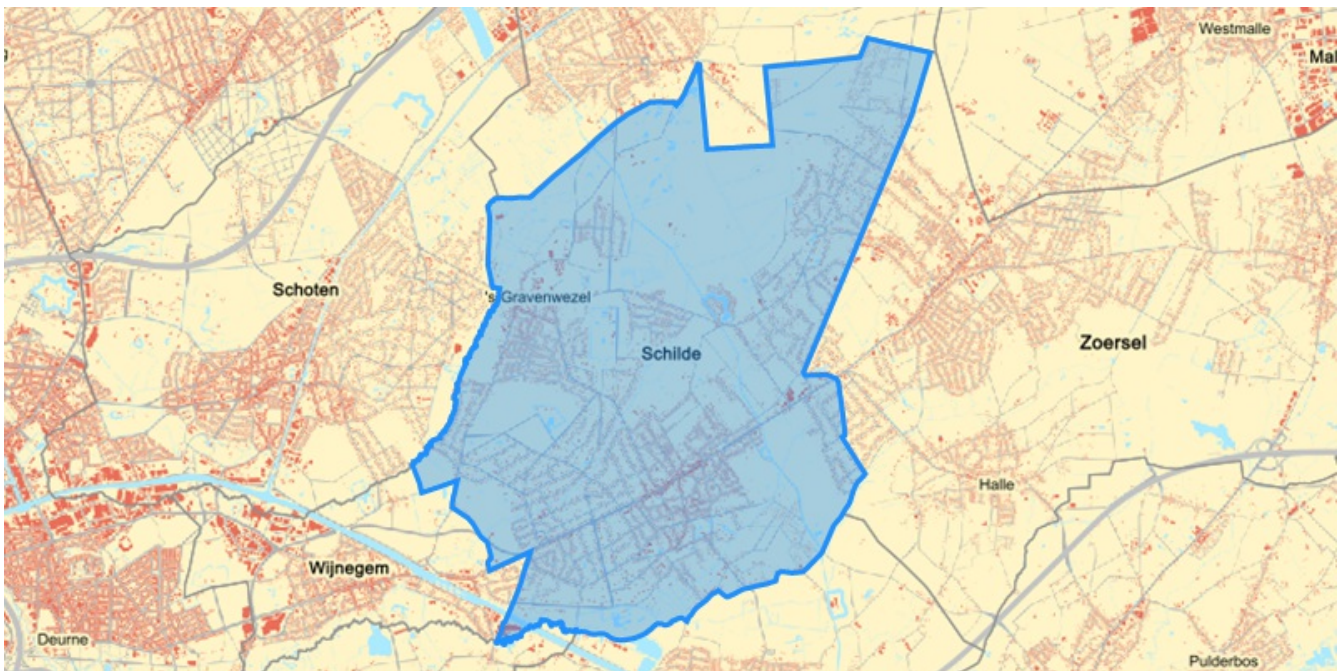 Westmalle
Mal
g
Schoten
's Gravenwezel
Schilde
Zoersel
Halle
Wijnegem
Deurne
Pulderbos